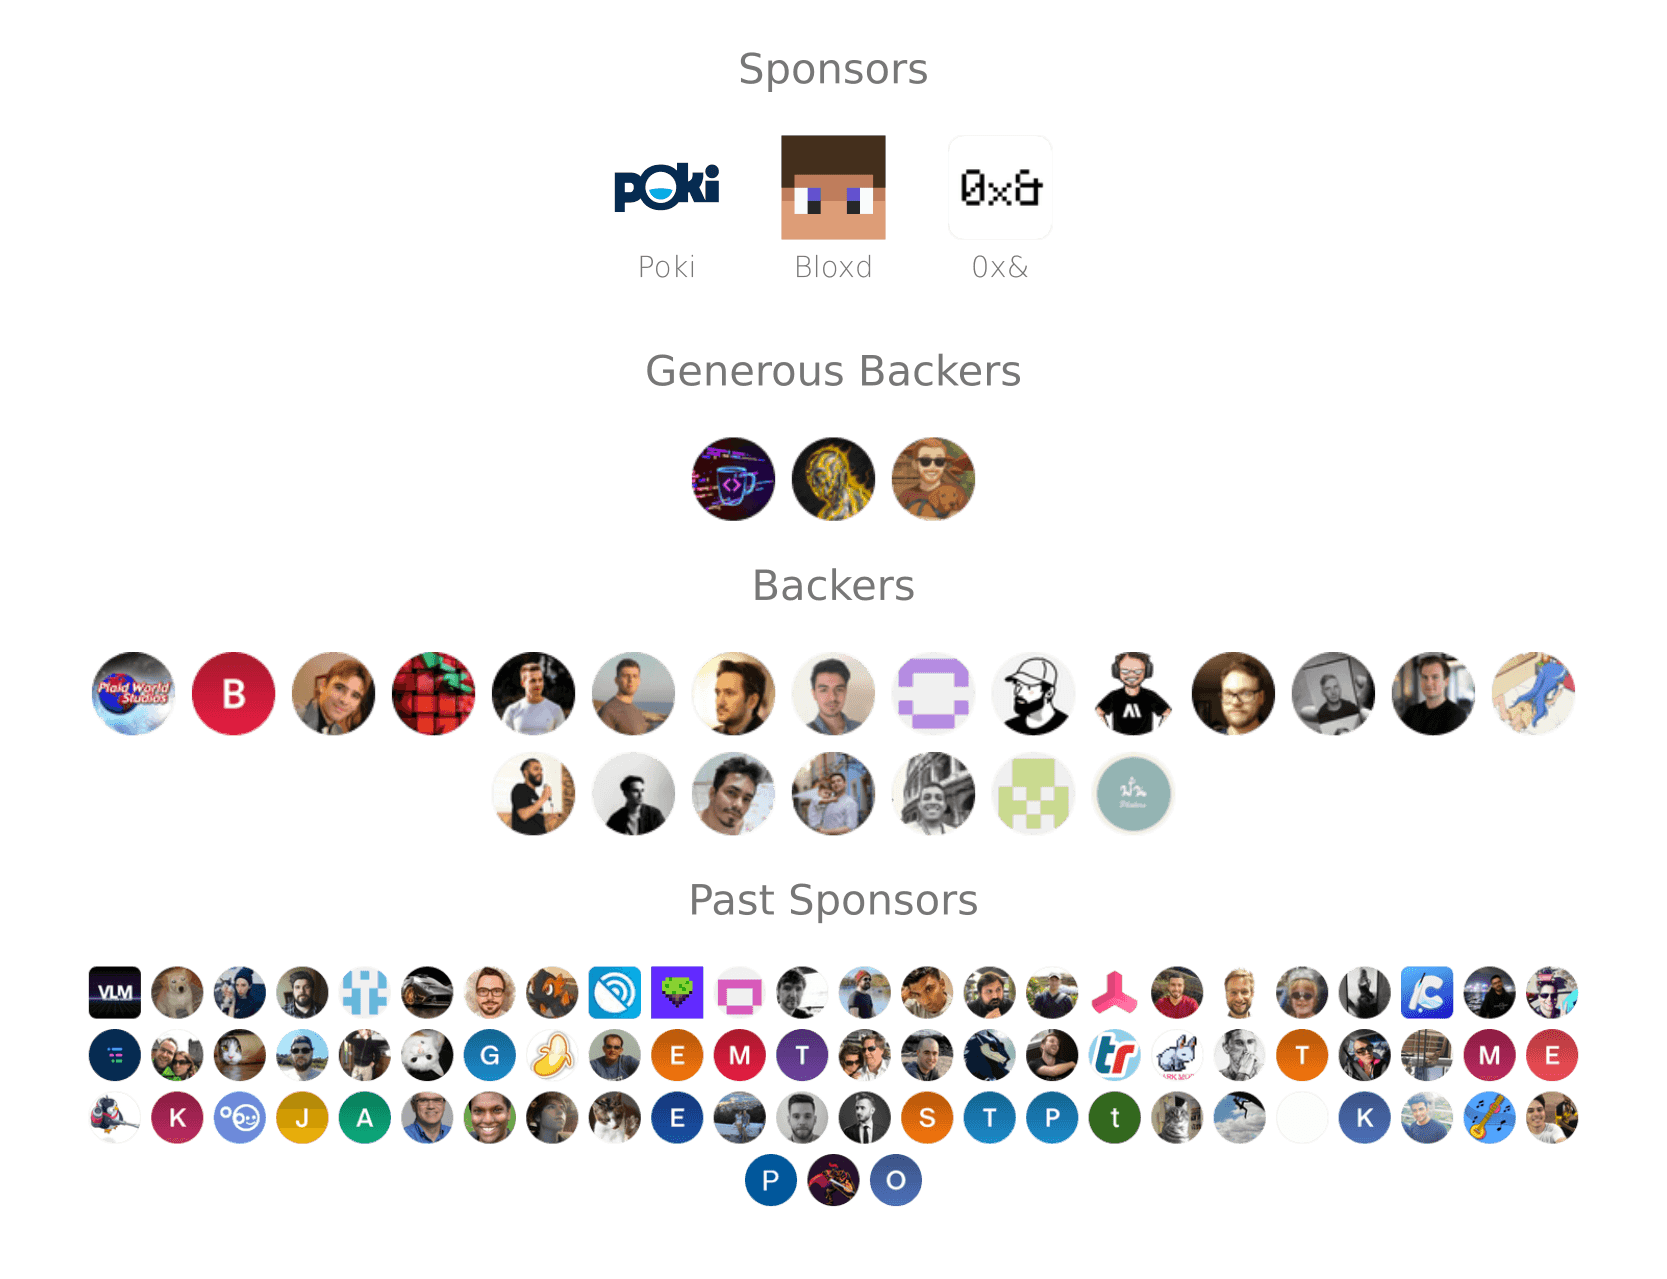 Sponsors
poki
0x&
Poki
Bloxd
0x&
Generous Backers
<>
Backers
Plaid World
Studios
B
Past Sponsors
VLM
C
G
E
M
T
tr
T
M
E
K
J
A
E
S
T
P
t
K
P
O